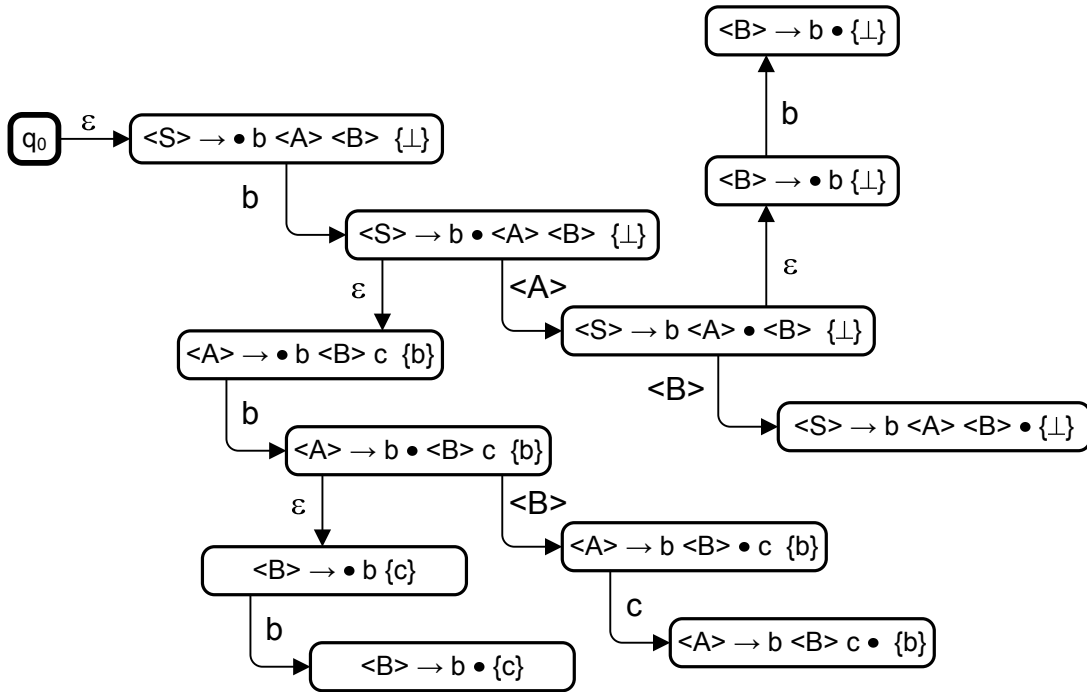 <B> → b • {⊥}
b
q₀
ε
<S> → • b <A> <B> {⊥}
<B> → • b {⊥}
b
<S> → b • <A> <B> {⊥}
ε
ε
<A>
<S> → b <A> • <B> {⊥}
<A> → • b <B> c {b}
<B>
b
<S> → b <A> <B> • {⊥}
<A> → b • <B> c {b}
ε
<B>
<A> → b <B> • c {b}
<B> → • b {c}
c
b
<A> → b <B> c • {b}
<B> → b • {c}